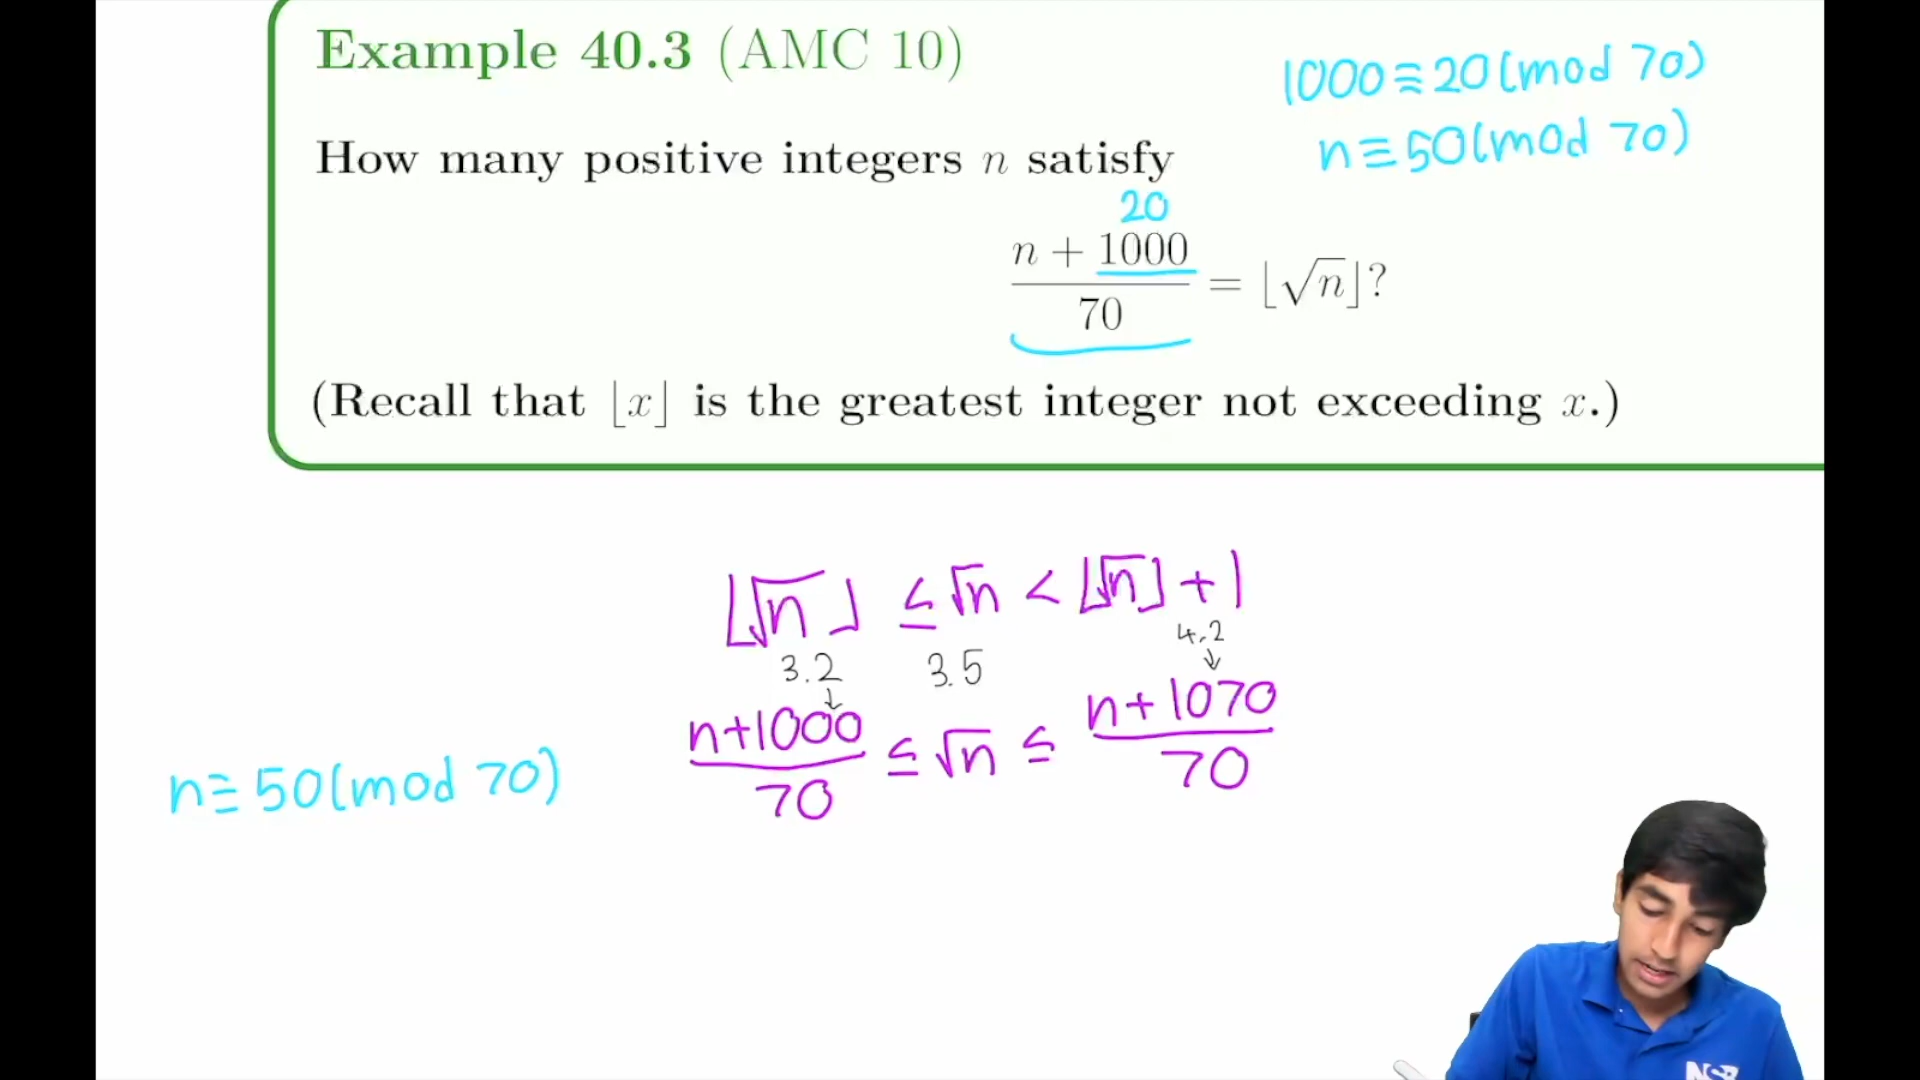 Example 40.3 (AMC 10)
1000≡20(mod 70)
n≡50(mod 70)
How many positive integers n satisfy
20
n + 1000
70
= ⌊√n⌋?
(Recall that ⌊x⌋ is the greatest integer not exceeding x.)
⌊√n⌋ ≤ √n < ⌊√n⌋ + 1
3.2 3.5 4.2
↓ ↓
n+1000
70
≤ √n ≤
n+1070
70
n≡50(mod 70)